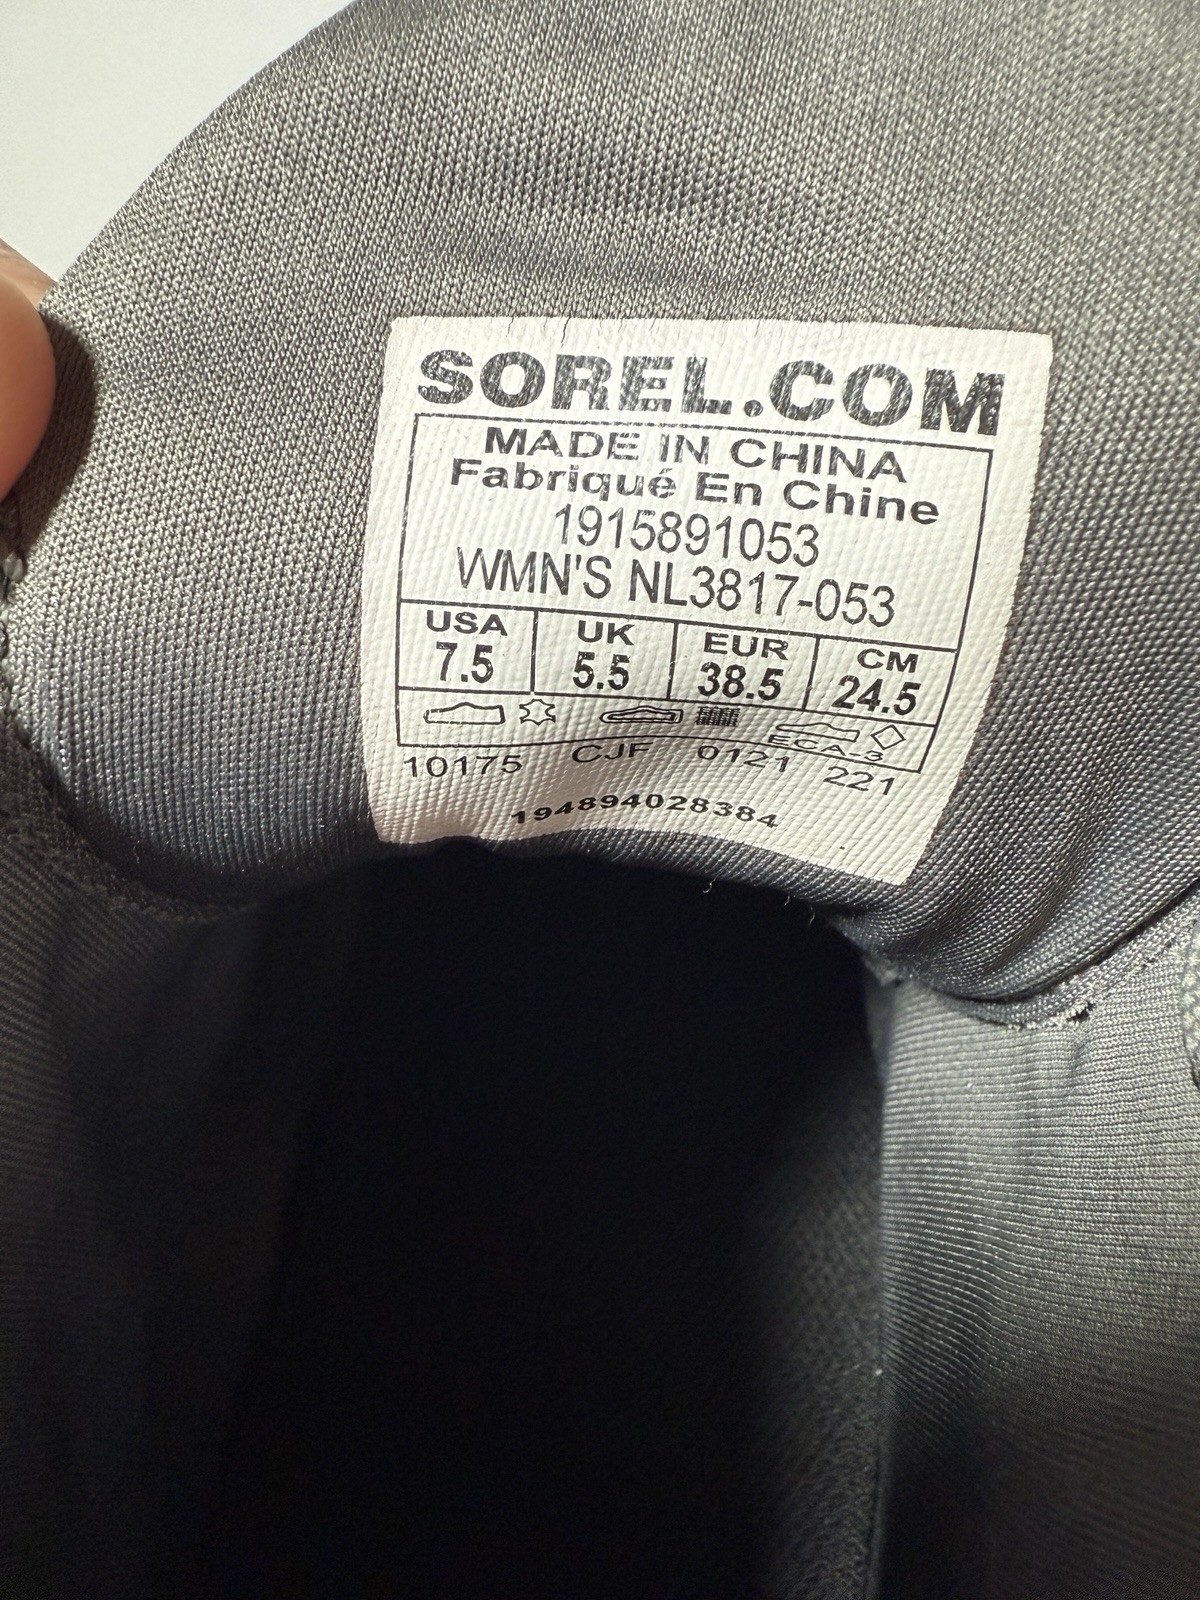 SOREL.COM
MADE IN CHINA
Fabriqué En Chine
1915891053
WMN'S NL3817-053
USA UK EUR CM
7.5 5.5 38.5 24.5
ECA-3
10175 CJF 0121 221
194894028384